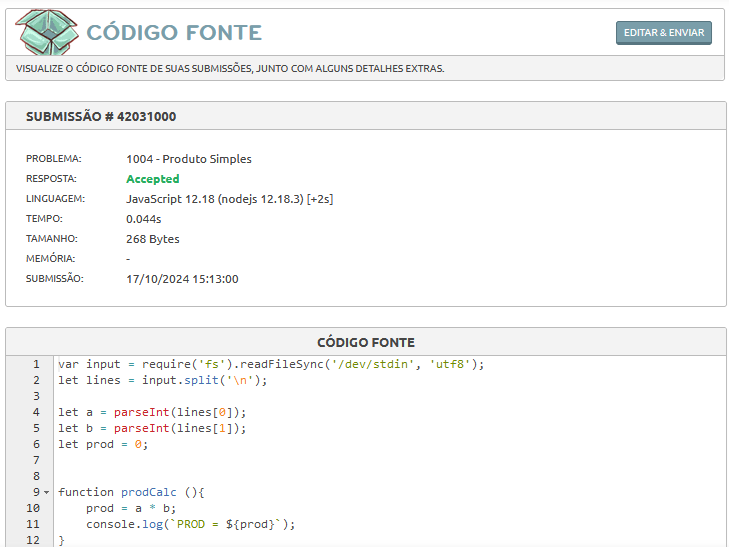 CÓDIGO FONTE
EDITAR & ENVIAR
VISUALIZE O CÓDIGO FONTE DE SUAS SUBMISSÕES, JUNTO COM ALGUNS DETALHES EXTRAS.
SUBMISSÃO # 42031000
PROBLEMA: 1004 - Produto Simples
RESPOSTA: Accepted
LINGUAGEM: JavaScript 12.18 (nodejs 12.18.3) [+2s]
TEMPO: 0.044s
TAMANHO: 268 Bytes
MEMÓRIA: -
SUBMISSÃO: 17/10/2024 15:13:00
CÓDIGO FONTE
1 var input = require('fs').readFileSync('/dev/stdin', 'utf8');
2 let lines = input.split('\n');
3
4 let a = parseInt(lines[0]);
5 let b = parseInt(lines[1]);
6 let prod = 0;
7
8
9 function prodCalc (){
10 prod = a * b;
11 console.log(`PROD = ${prod}`);
12 }